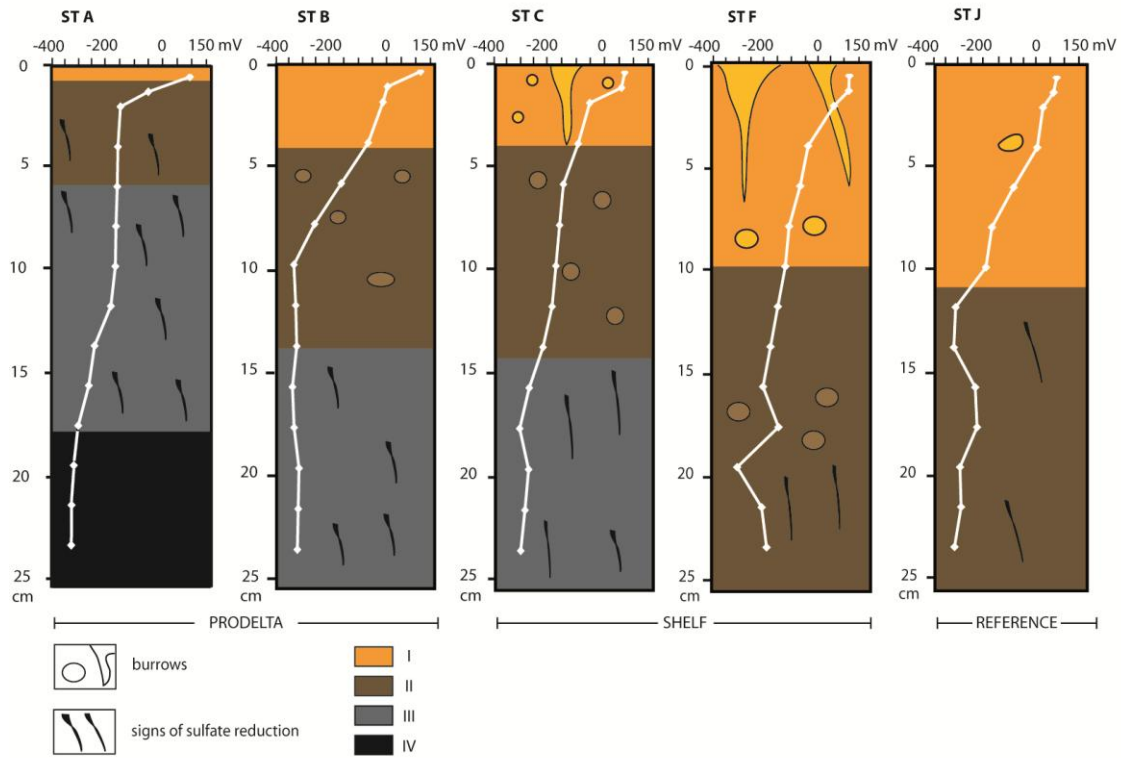 ST A ST B ST C ST F ST J
-400 -200 0 150 mV -400 -200 0 150 mV -400 -200 0 150 mV -400 -200 0 150 mV -400 -200 0 150 mV
0 0 0 0 0
5 5 5 5 5
10 10 10 10 10
15 15 15 15 15
20 20 20 20 20
25 25 25 25 25
cm cm cm cm cm
PRODELTA SHELF REFERENCE
burrows
signs of sulfate reduction
I
II
III
IV